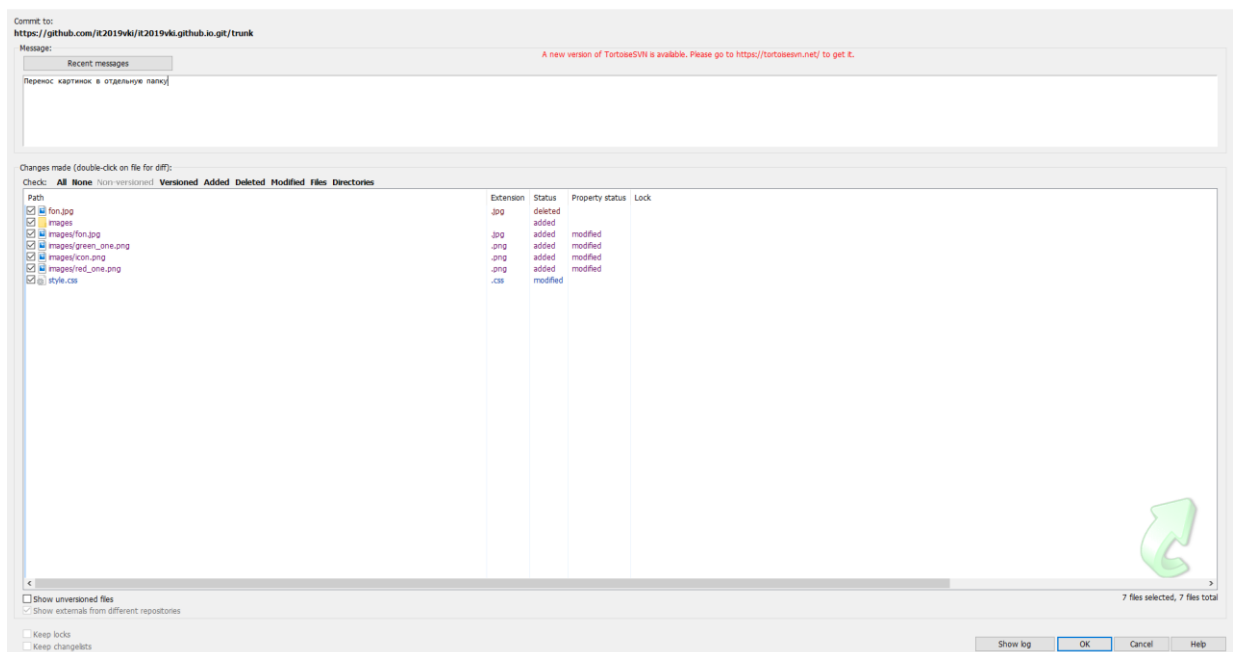 Commit to:
https://github.com/it2019vki/it2019vki.github.io.git/trunk
Message:
A new version of TortoiseSVN is available. Please go to https://tortoisesvn.net/ to get it.
Recent messages
Перенос картинок в отдельную папку
Changes made (double-click on file for diff):
Check: All None Non-versioned Versioned Added Deleted Modified Files Directories
Path Extension Status Property status Lock
fon.jpg .jpg deleted
images added
images/fon.jpg .jpg added modified
images/green_one.png .png added modified
images/icon.png .png added modified
images/red_one.png .png added modified
style.css .css modified
Show unversioned files 7 files selected, 7 files total
Show externals from different repositories
Keep locks
Keep changelists Show log OK Cancel Help